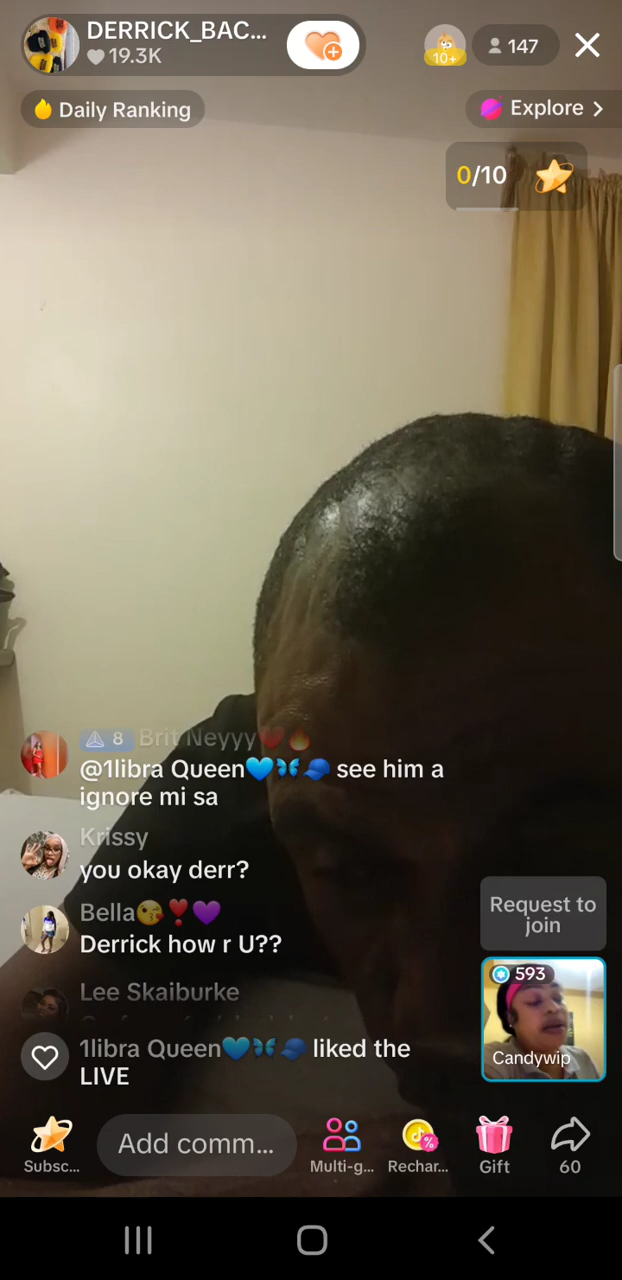 DERRICK_BAC...
19.3K
10+
147
Daily Ranking
Explore
0/10
8 Brit Neyyy❤️🔥
@1libra Queen💙🦋🧢 see him a
ignore mi sa
Krissy
you okay derr?
Bella😘❣️💜
Derrick how r U??
Lee Skaiburke
1libra Queen💙🦋🧢 liked the
LIVE
Request to
join
593
Candywip
Subsc...
Add comm...
Multi-g...
Rechar...
Gift
60